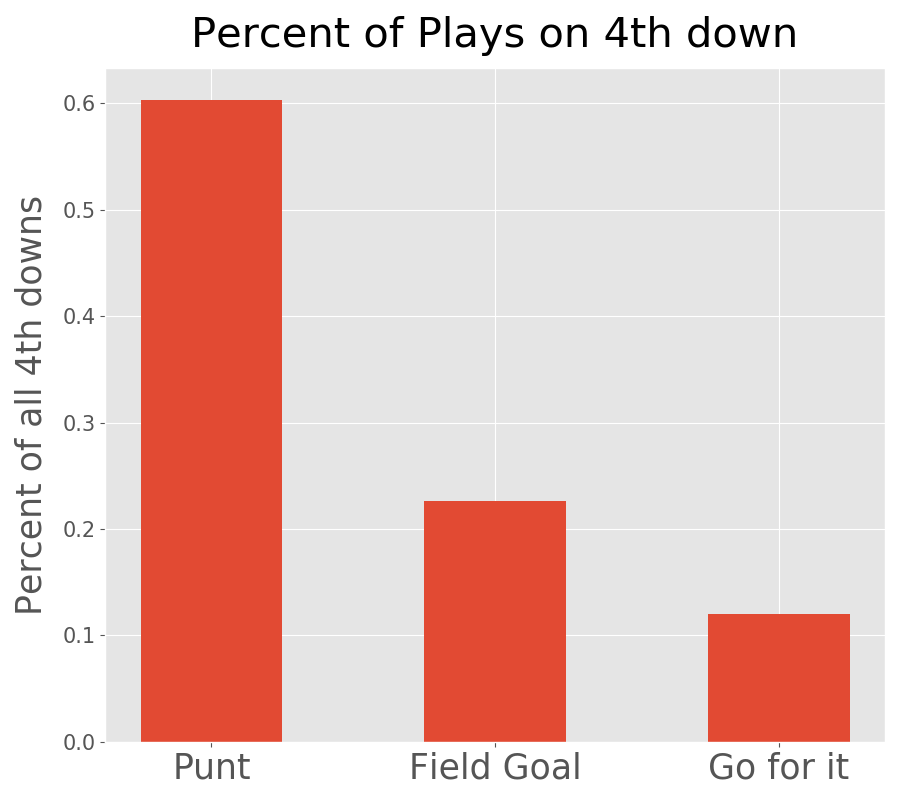 Percent of Plays on 4th down
Percent of all 4th downs
0.6
0.5
0.4
0.3
0.2
0.1
0.0
Punt
Field Goal
Go for it